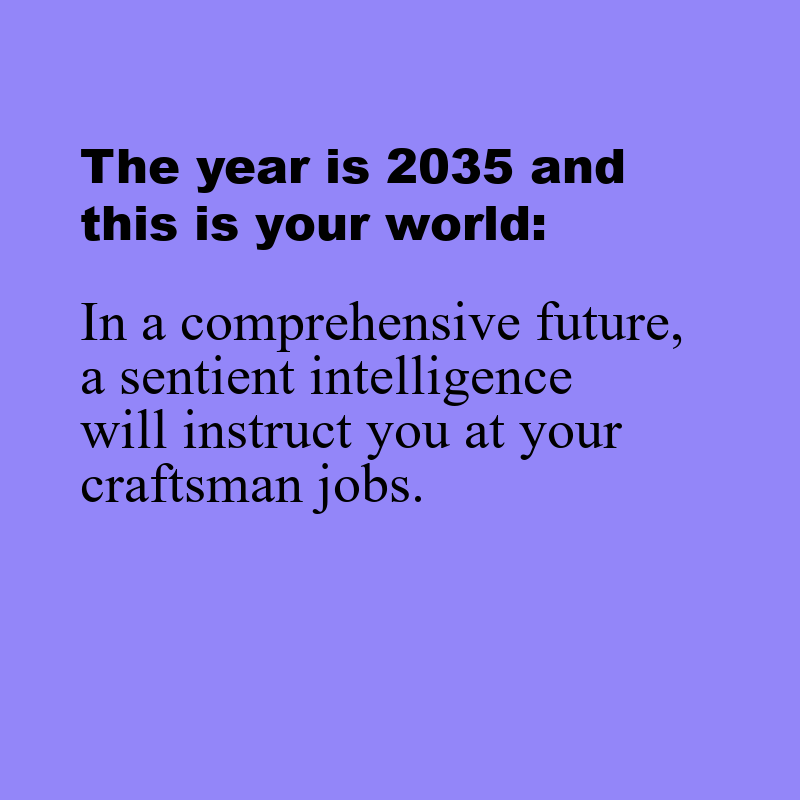 The year is 2035 and
this is your world:
In a comprehensive future,
a sentient intelligence
will instruct you at your
craftsman jobs.